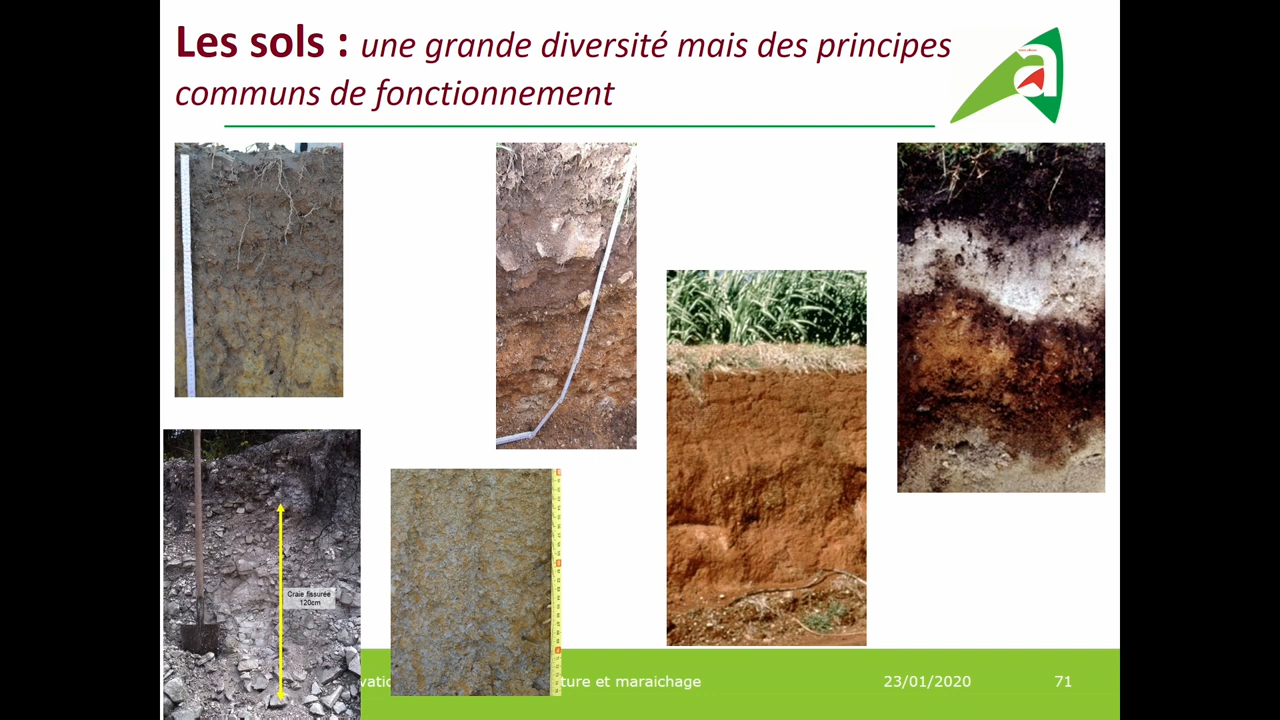 Les sols : une grande diversité mais des principes
communs de fonctionnement
a
Craie fissurée
120cm
ture et maraichage
23/01/2020
71